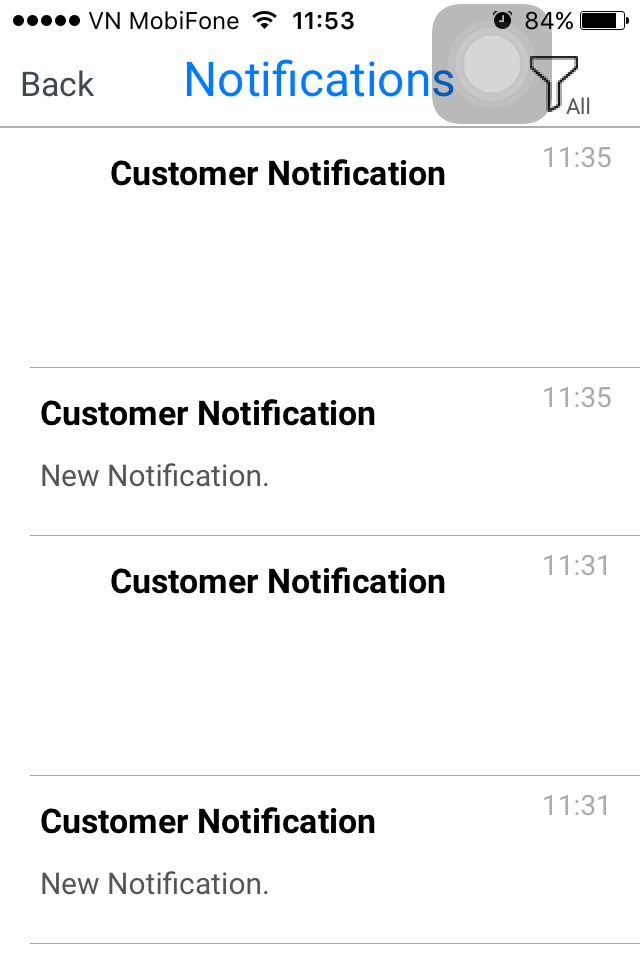 VN MobiFone 11:53 84%
Back Notifications All
Customer Notification 11:35
Customer Notification 11:35
New Notification.
Customer Notification 11:31
Customer Notification 11:31
New Notification.